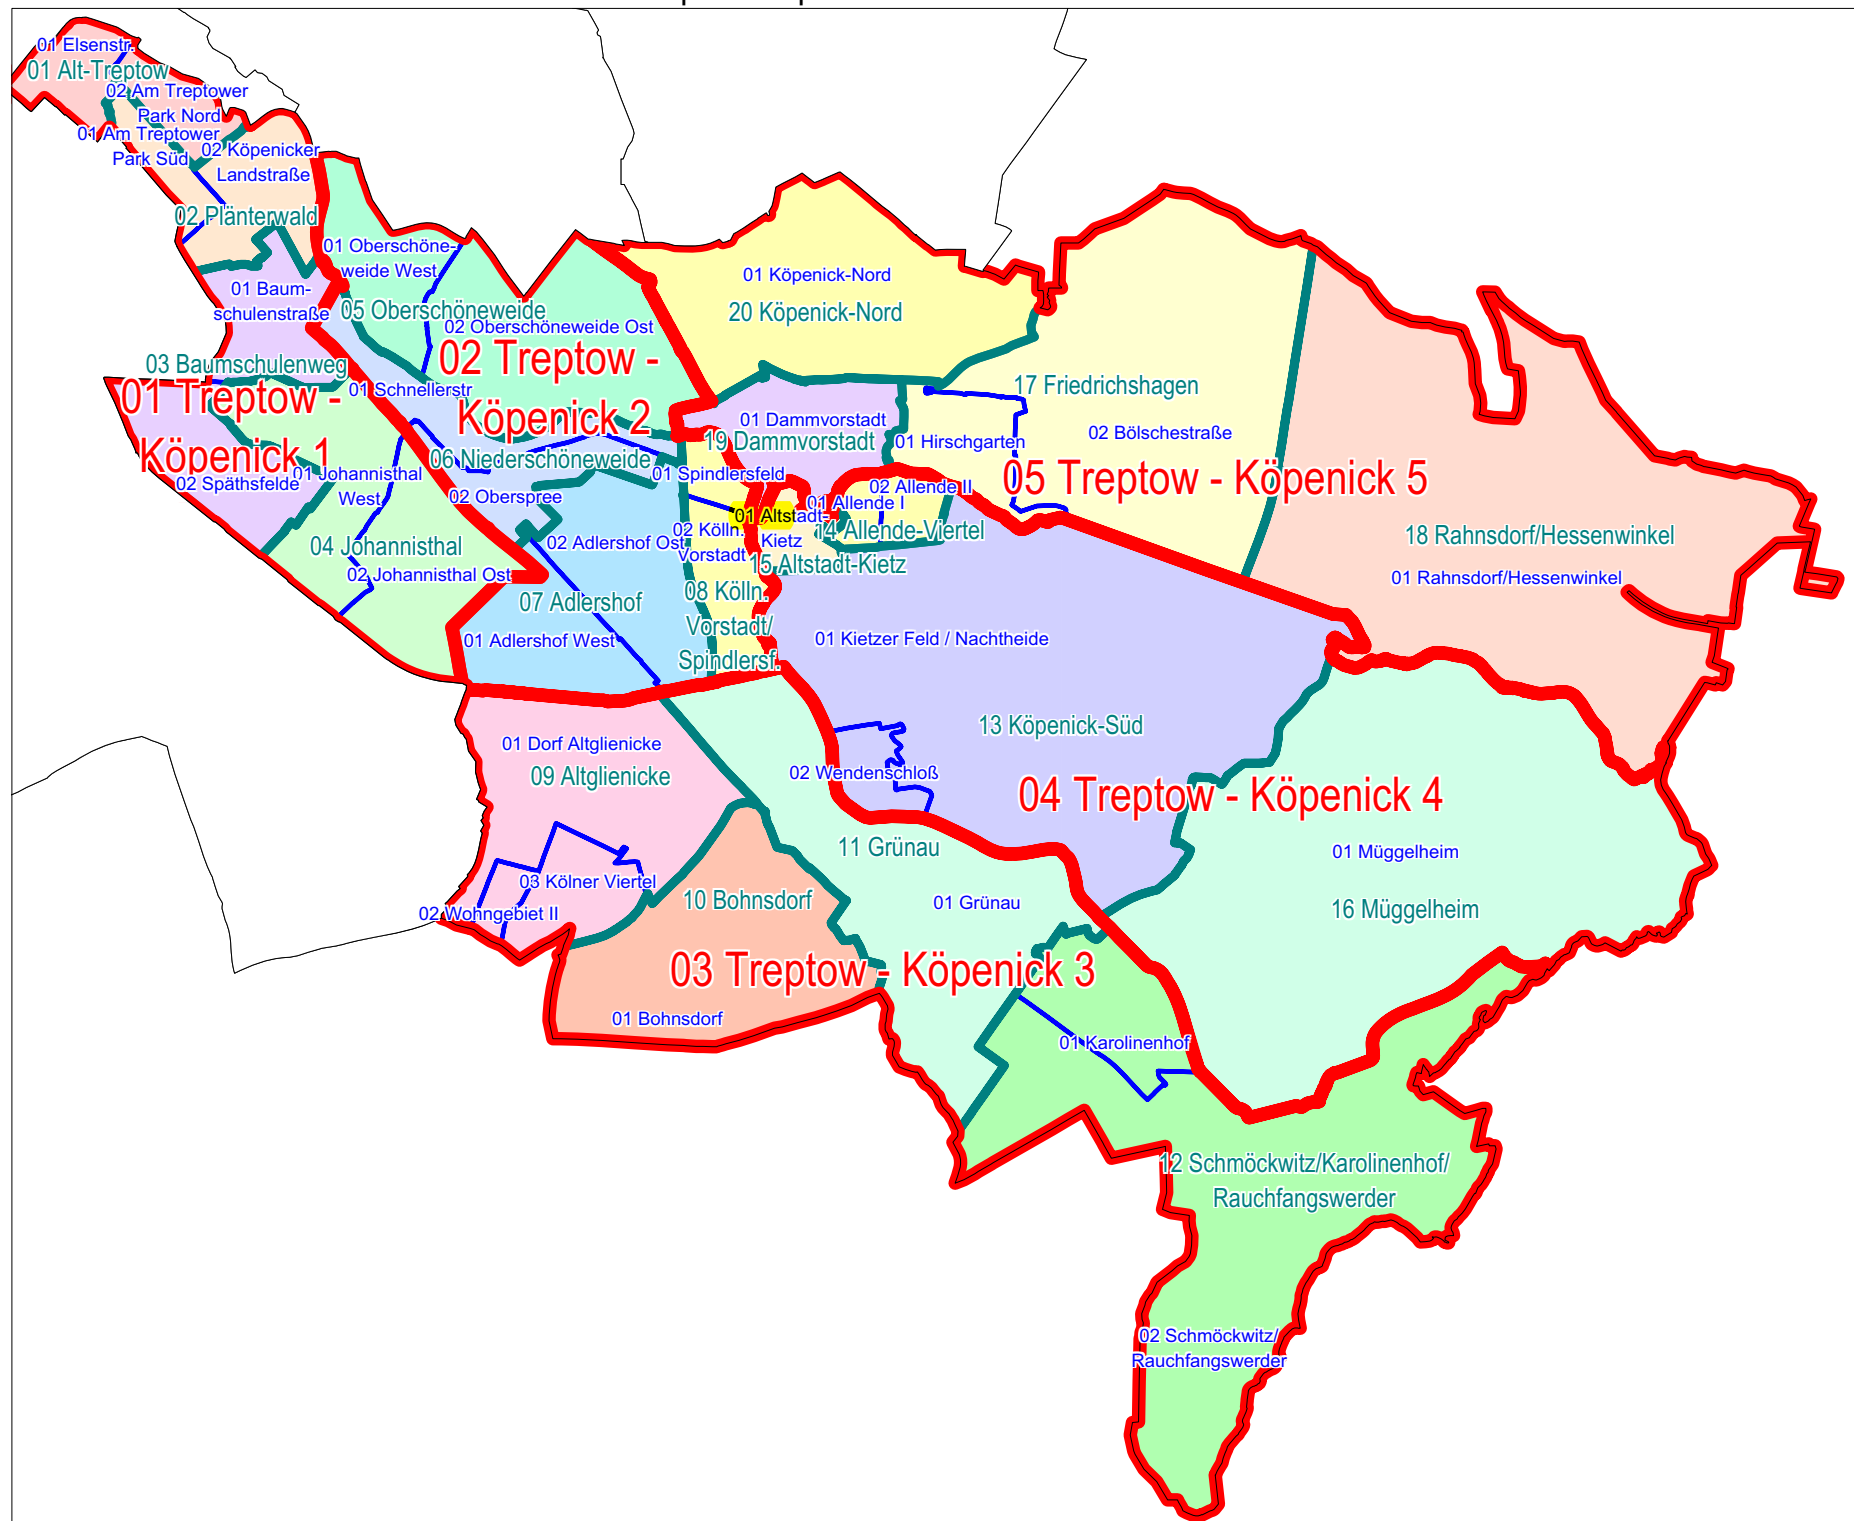 01 Elsenstr.
01 Alt-Treptow
02 Am Treptower
Park Nord
01 Am Treptower
Park Süd
02 Köpenicker
Landstraße
02 Plänterwald
01 Oberschöne-
weide West
05 Oberschöneweide
02 Oberschöneweide Ost
01 Baum-
schulenstraße
03 Baumschulenweg
01 Treptow -
Köpenick 1
02 Späthsfelde
01 Schnellerstr
02 Treptow -
Köpenick 2
06 Niederschöneweide
02 Oberspree
01 Johannisthal
West
04 Johannisthal
02 Johannisthal Ost
02 Adlershof Ost
07 Adlershof
01 Adlershof West
01 Köpenick-Nord
20 Köpenick-Nord
01 Dammvorstadt
19 Dammvorstadt
01 Spindlersfeld
02 Kölln.
Vorstadt
08 Kölln.
Vorstadt/
Spindlersf.
01 Altstadt-
Kietz
15 Altstadt-Kietz
01 Allende I
02 Allende II
14 Allende-Viertel
17 Friedrichshagen
01 Hirschgarten
02 Bölschestraße
05 Treptow - Köpenick 5
18 Rahnsdorf/Hessenwinkel
01 Rahnsdorf/Hessenwinkel
01 Kietzer Feld / Nachtheide
13 Köpenick-Süd
02 Wendenschloß
04 Treptow - Köpenick 4
01 Müggelheim
16 Müggelheim
01 Dorf Altglienicke
09 Altglienicke
03 Kölner Viertel
02 Wohngebiet II
10 Bohnsdorf
01 Bohnsdorf
11 Grünau
01 Grünau
03 Treptow - Köpenick 3
01 Karolinenhof
12 Schmöckwitz/Karolinenhof/
Rauchfangswerder
02 Schmöckwitz/
Rauchfangswerder